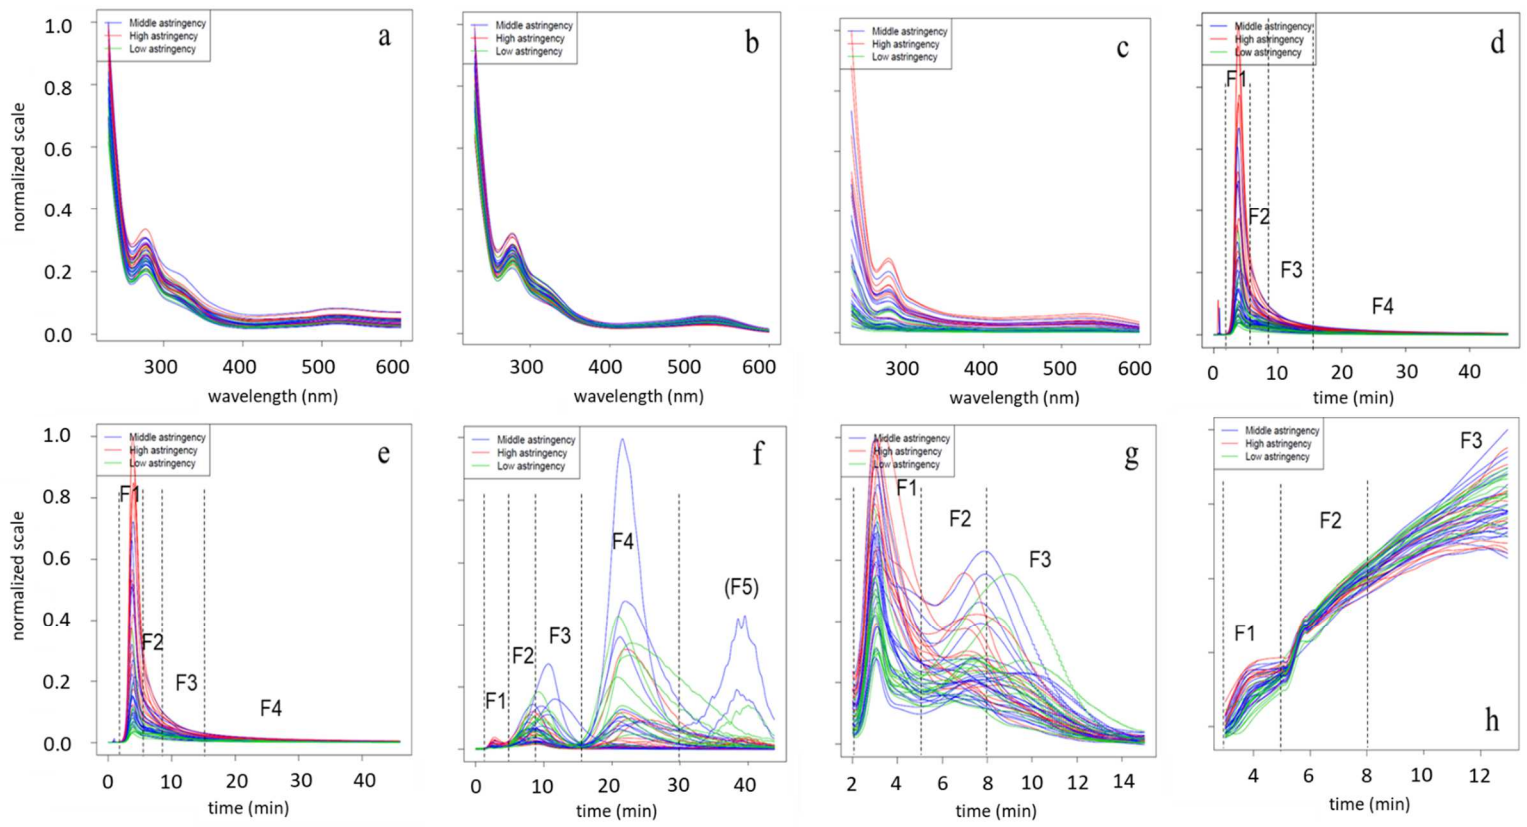 normalized scale
1.0
0.8
0.6
0.4
0.2
0.0
Middle astringency
High astringency
Low astringency
a
300 400 500 600
wavelength (nm)
Middle astringency
High astringency
Low astringency
b
300 400 500 600
wavelength (nm)
Middle astringency
High astringency
Low astringency
c
300 400 500 600
wavelength (nm)
Middle astringency
High astringency
Low astringency
d
F1
F2
F3
F4
0 10 20 30 40
time (min)
normalized scale
1.0
0.8
0.6
0.4
0.2
0.0
Middle astringency
High astringency
Low astringency
e
F1
F2
F3
F4
0 10 20 30 40
time (min)
Middle astringency
High astringency
Low astringency
f
F1
F2
F3
F4
(F5)
0 10 20 30 40
time (min)
Middle astringency
High astringency
Low astringency
g
F1
F2
F3
2 4 6 8 10 12 14
time (min)
Middle astringency
High astringency
Low astringency
F3
F2
F1
h
4 6 8 10 12
time (min)